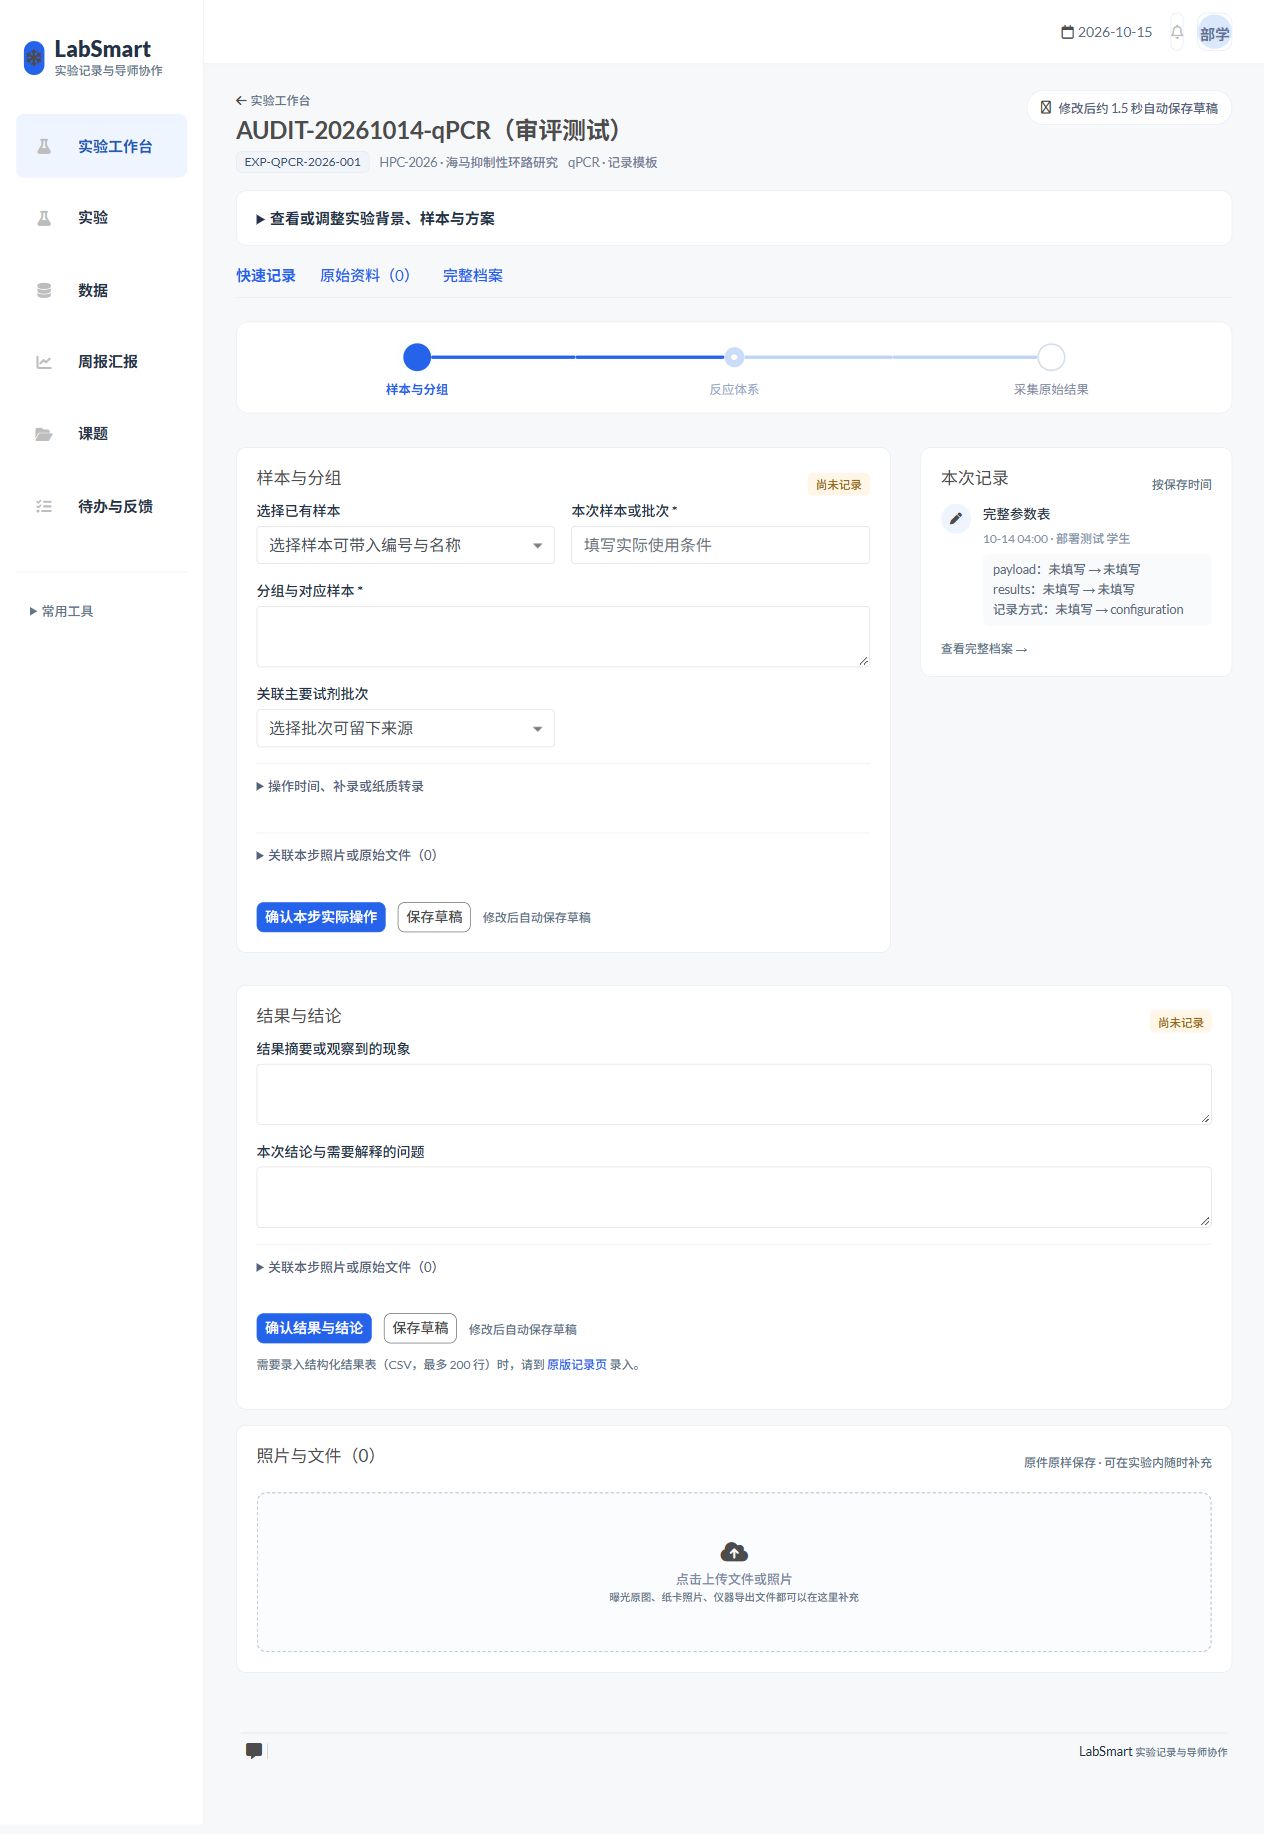 LabSmart
实验记录与导师协作
实验工作台
实验
数据
周报汇报
课题
待办与反馈
▶ 常用工具
2026-10-15
部学
← 实验工作台
AUDIT-20261014-qPCR（审评测试）
修改后约 1.5 秒自动保存草稿
EXP-QPCR-2026-001 HPC-2026 · 海马抑制性环路研究 qPCR · 记录模板
▶ 查看或调整实验背景、样本与方案
快速记录 原始资料（0） 完整档案
样本与分组 反应体系 采集原始结果
样本与分组
尚未记录
选择已有样本
选择样本可带入编号与名称
本次样本或批次 *
填写实际使用条件
分组与对应样本 *
关联主要试剂批次
选择批次可留下来源
▶ 操作时间、补录或纸质转录
▶ 关联本步照片或原始文件（0）
确认本步实际操作 保存草稿 修改后自动保存草稿
本次记录
按保存时间
完整参数表
10-14 04:00 · 部署测试 学生
payload：未填写 → 未填写
results：未填写 → 未填写
记录方式：未填写 → configuration
查看完整档案 →
结果与结论
尚未记录
结果摘要或观察到的现象
本次结论与需要解释的问题
▶ 关联本步照片或原始文件（0）
确认结果与结论 保存草稿 修改后自动保存草稿
需要录入结构化结果表（CSV，最多 200 行）时，请到 原版记录页 录入。
照片与文件（0）
原件原样保存 · 可在实验内随时补充
点击上传文件或照片
曝光原图、纸卡照片、仪器导出文件都可以在这里补充
LabSmart 实验记录与导师协作